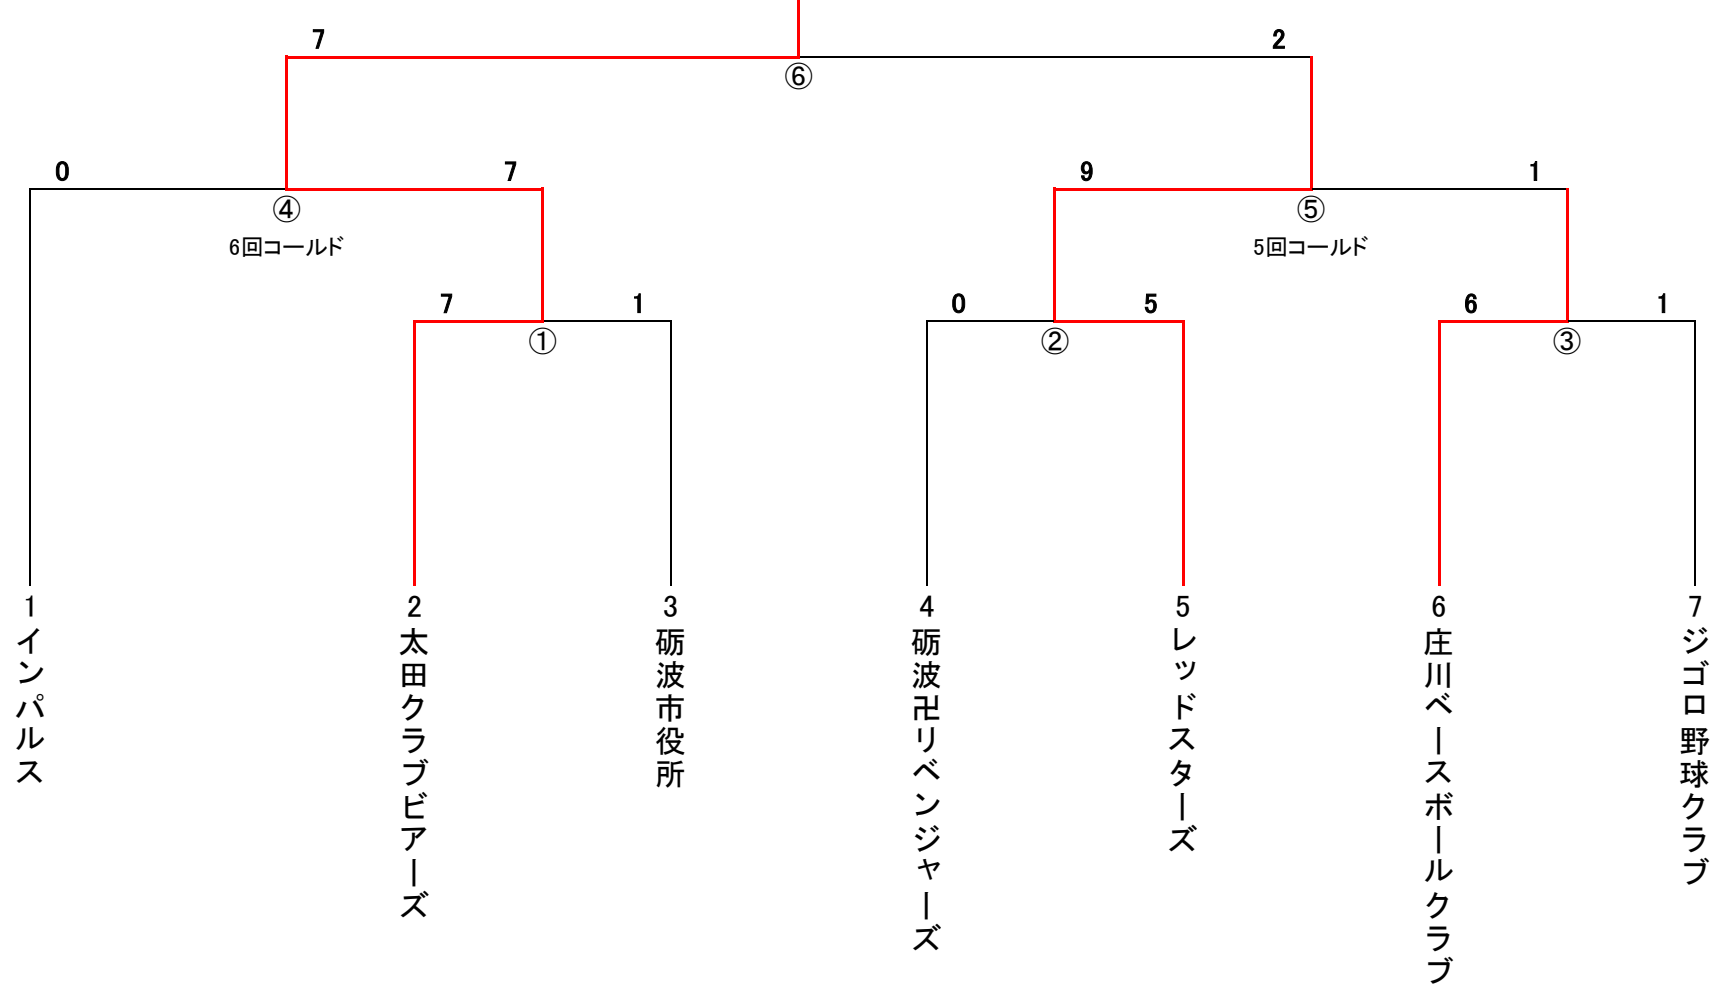 7 2
⑥
0 7 9 1
④ ⑤
6回コールド 5回コールド
7 1 0 5 6 1
① ② ③
1 2 3 4 5 6 7
インパルス
太田クラブビアーズ
砺波市役所
砺波卍リベンジャーズ
レッドスターズ
庄川ベースボールクラブ
ジゴロ野球クラブ